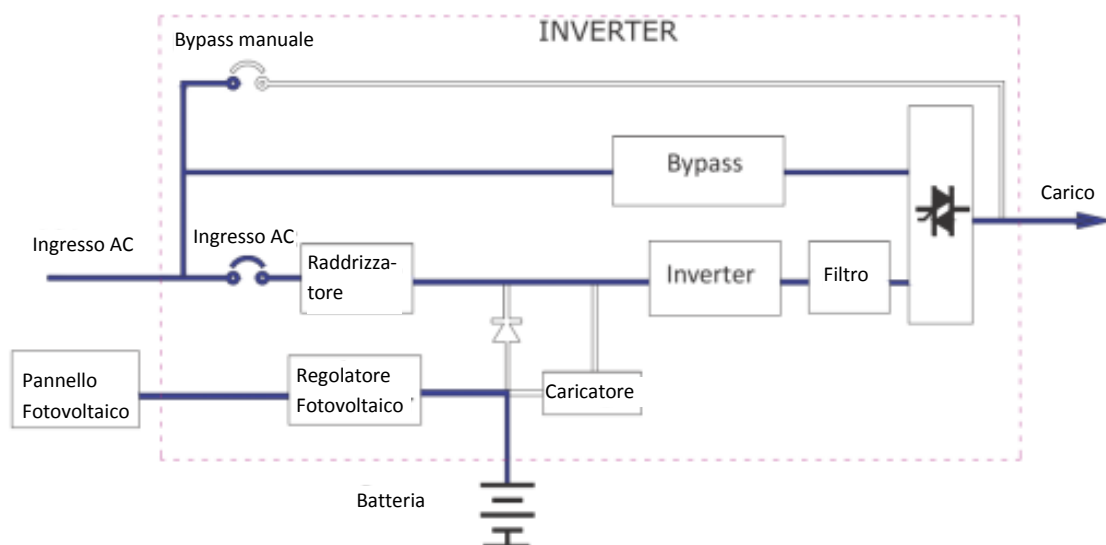 INVERTER
Bypass manuale
Bypass
Carico
Ingresso AC
Ingresso AC
Raddrizza-
tore
Inverter
Filtro
Pannello
Fotovoltaico
Regolatore
Fotovoltaico
Caricatore
Batteria